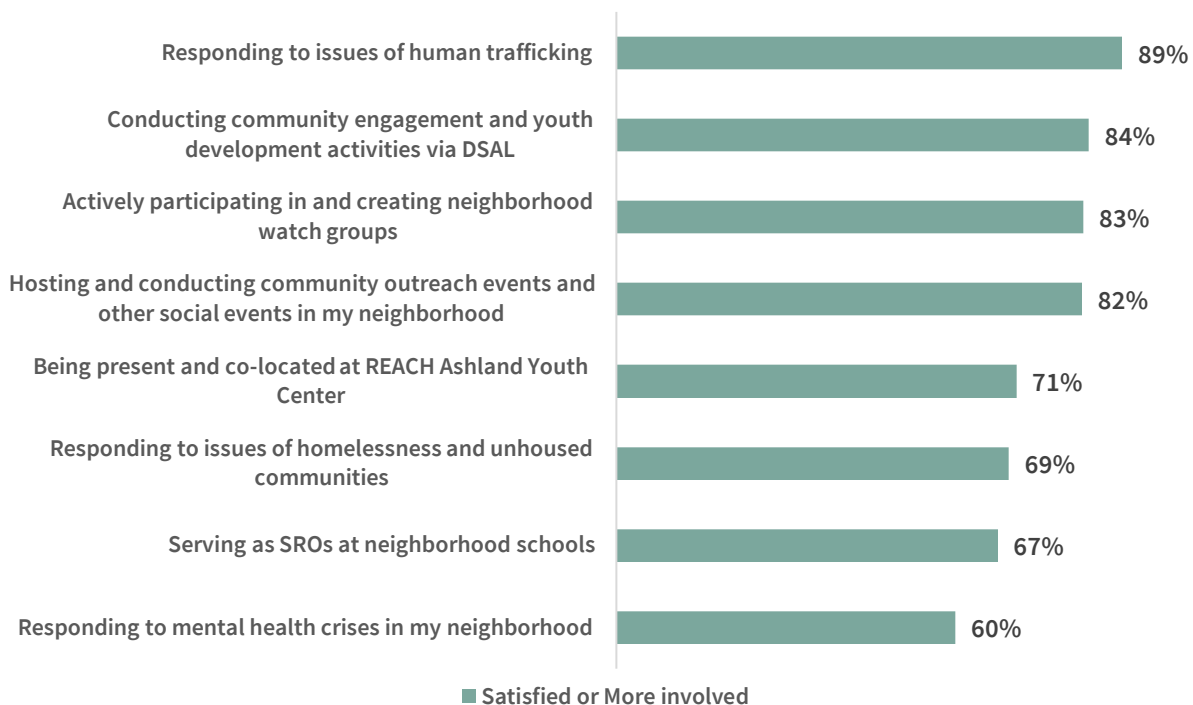 Responding to issues of human trafficking
89%
Conducting community engagement and youth
development activities via DSAL
84%
Actively participating in and creating neighborhood
watch groups
83%
Hosting and conducting community outreach events and
other social events in my neighborhood
82%
Being present and co-located at REACH Ashland Youth
Center
71%
Responding to issues of homelessness and unhoused
communities
69%
Serving as SROs at neighborhood schools
67%
Responding to mental health crises in my neighborhood
60%
Satisfied or More involved